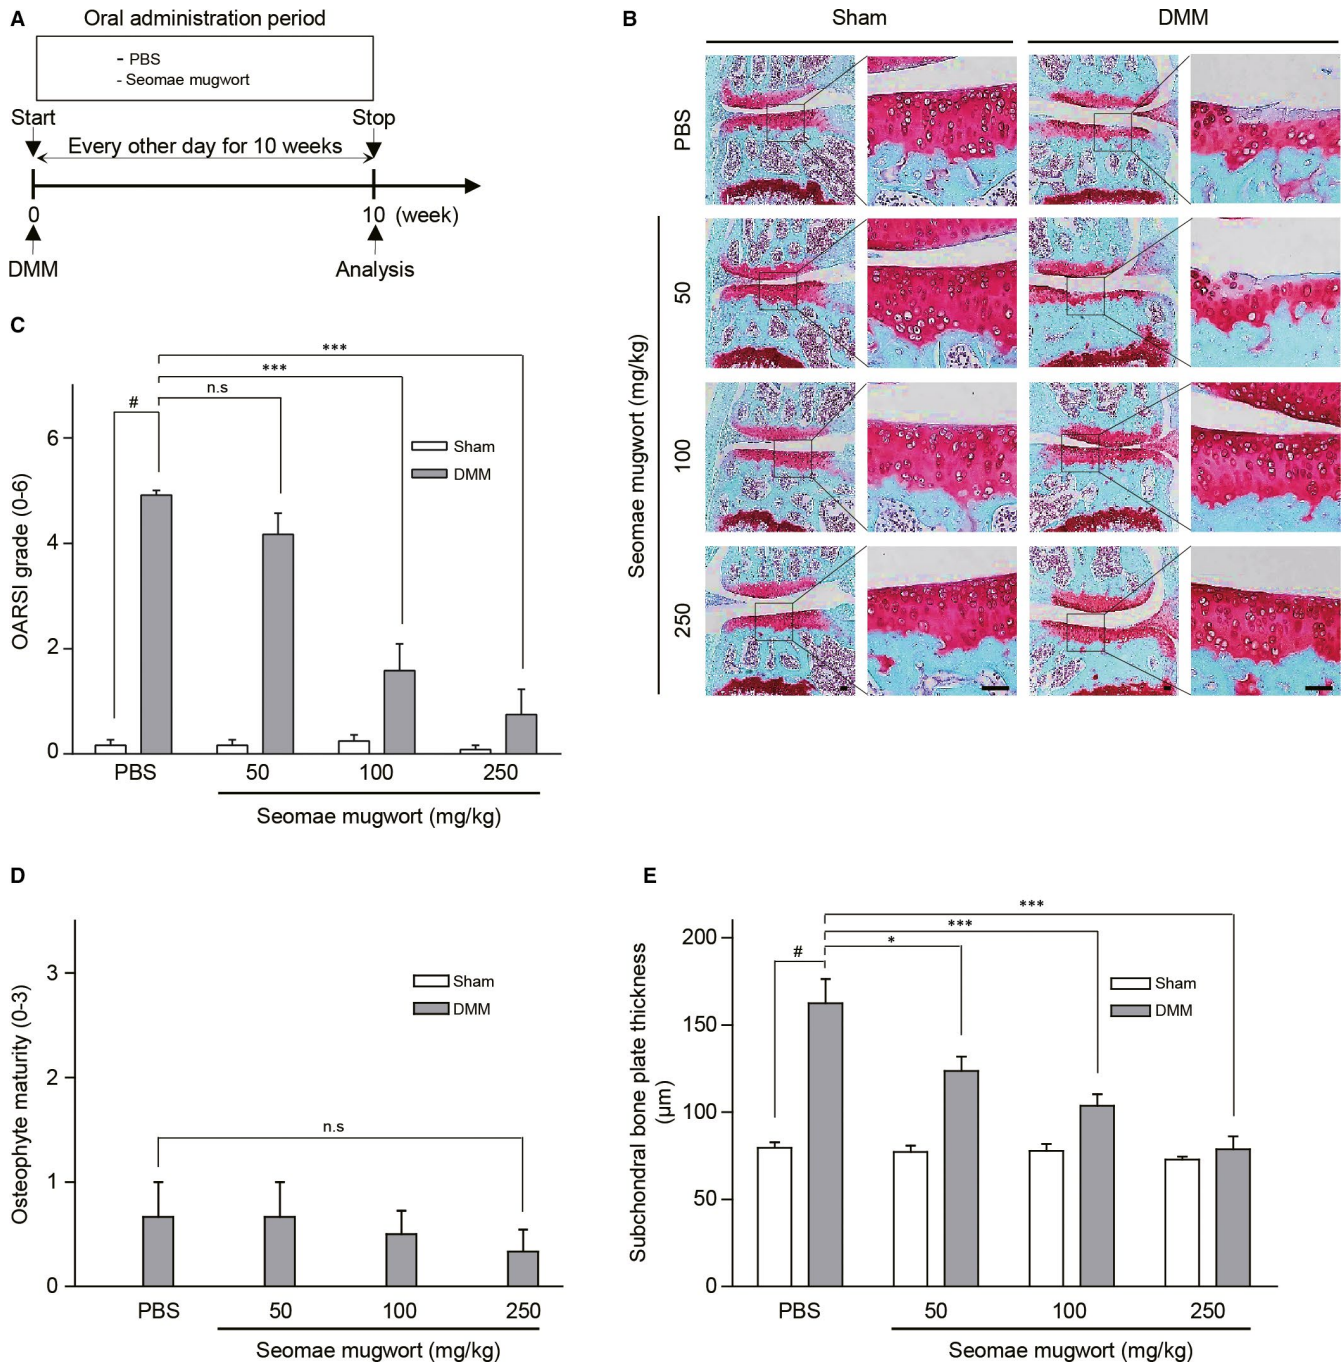 A
Oral administration period
- PBS
- Seomae mugwort
Start
Stop
Every other day for 10 weeks
0
10 (week)
DMM
Analysis
B
Sham
DMM
PBS
50
100
250
Seomae mugwort (mg/kg)
C
***
***
n.s
#
Sham
DMM
OARSI grade (0-6)
6
4
2
0
PBS
50
100
250
Seomae mugwort (mg/kg)
D
Osteophyte maturity (0-3)
3
2
1
0
Sham
DMM
n.s
PBS
50
100
250
Seomae mugwort (mg/kg)
E
***
***
*
#
Sham
DMM
Subchondral bone plate thickness
(µm)
200
150
100
50
0
PBS
50
100
250
Seomae mugwort (mg/kg)